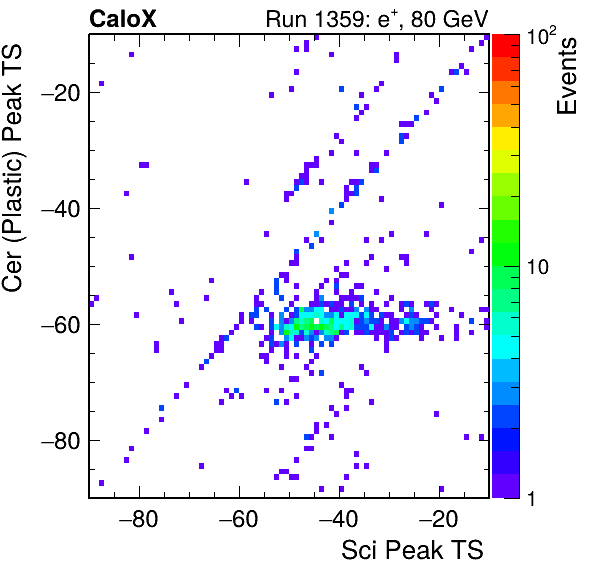 CaloX Run 1359: e⁺, 80 GeV
10²
Events
Cer (Plastic) Peak TS
−20
−40
10
−60
−80
1
−80 −60 −40 −20
Sci Peak TS